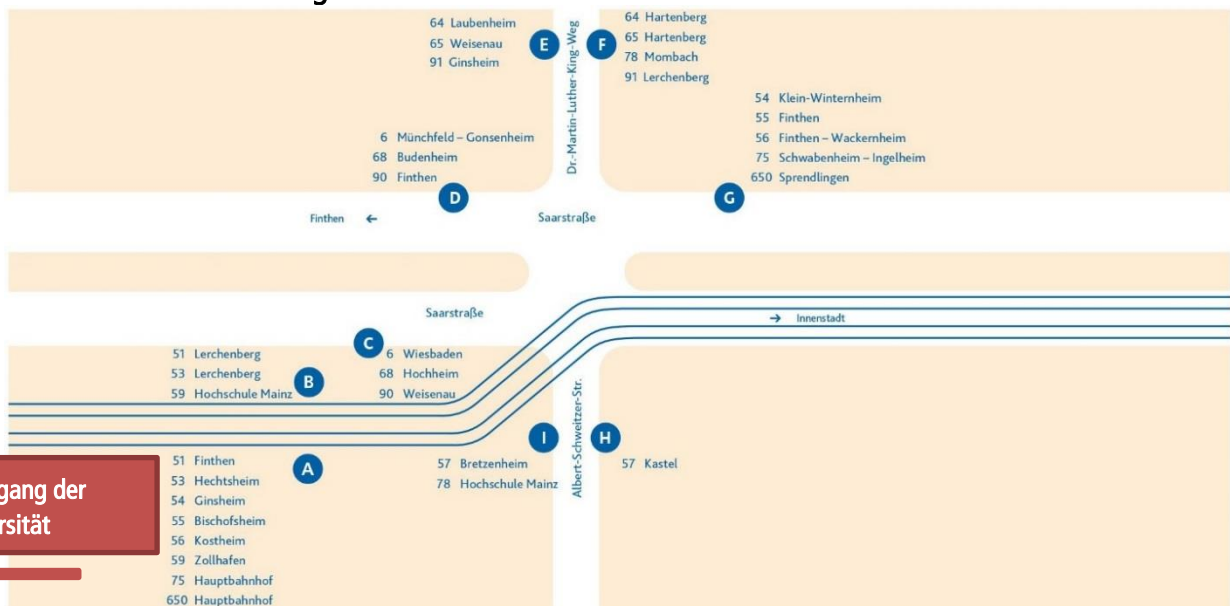 64 Laubenheim
65 Weisenau
91 Ginsheim
E
Dr.-Martin-Luther-King-Weg
F
64 Hartenberg
65 Hartenberg
78 Mombach
91 Lerchenberg
6 Münchfeld – Gonsenheim
68 Budenheim
90 Finthen
D
54 Klein-Winternheim
55 Finthen
56 Finthen – Wackernheim
75 Schwabenheim – Ingelheim
650 Sprendlingen
G
Finthen ←
Saarstraße
Saarstraße
→ Innenstadt
C
51 Lerchenberg
53 Lerchenberg
59 Hochschule Mainz
B
6 Wiesbaden
68 Hochheim
90 Weisenau
Albert-Schweitzer-Str.
I
H
57 Bretzenheim
78 Hochschule Mainz
57 Kastel
A
51 Finthen
53 Hechtsheim
54 Ginsheim
55 Bischofsheim
56 Kostheim
59 Zollhafen
75 Hauptbahnhof
650 Hauptbahnhof
gang der
rsität